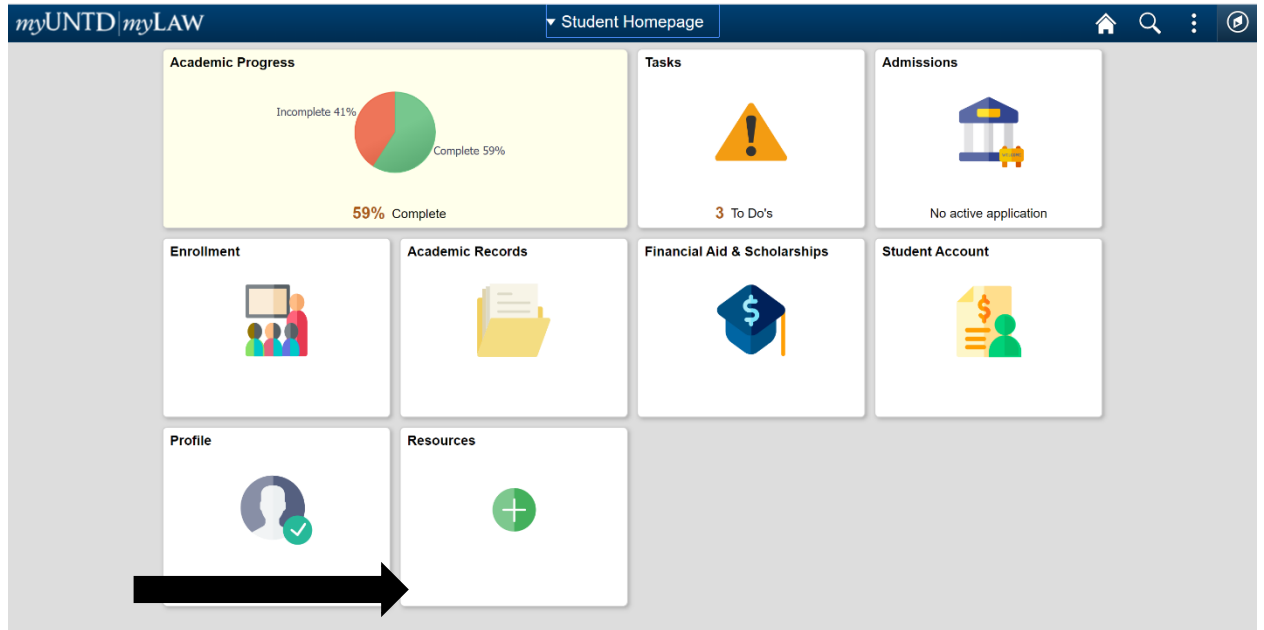 myUNTD|myLAW
Student Homepage
Academic Progress
Incomplete 41%
Complete 59%
59% Complete
Tasks
3 To Do's
Admissions
No active application
Enrollment
Academic Records
Financial Aid & Scholarships
$
Student Account
$
Profile
Resources